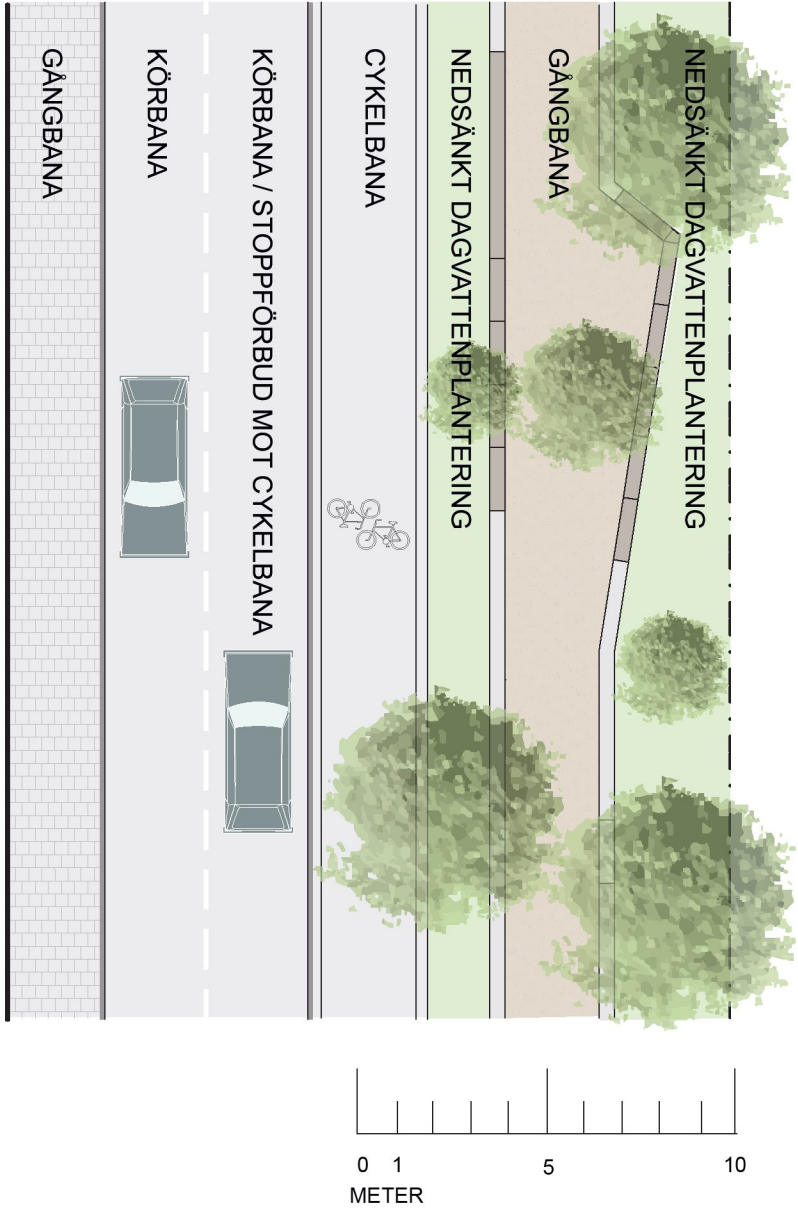 GÅNGBANA
KÖRBANA
KÖRBANA / STOPPFÖRBUD MOT CYKELBANA
CYKELBANA
NEDSÄNKT DAGVATTENPLANTERING
GÅNGBANA
NEDSÄNKT DAGVATTENPLANTERING
0 1 5 10
METER